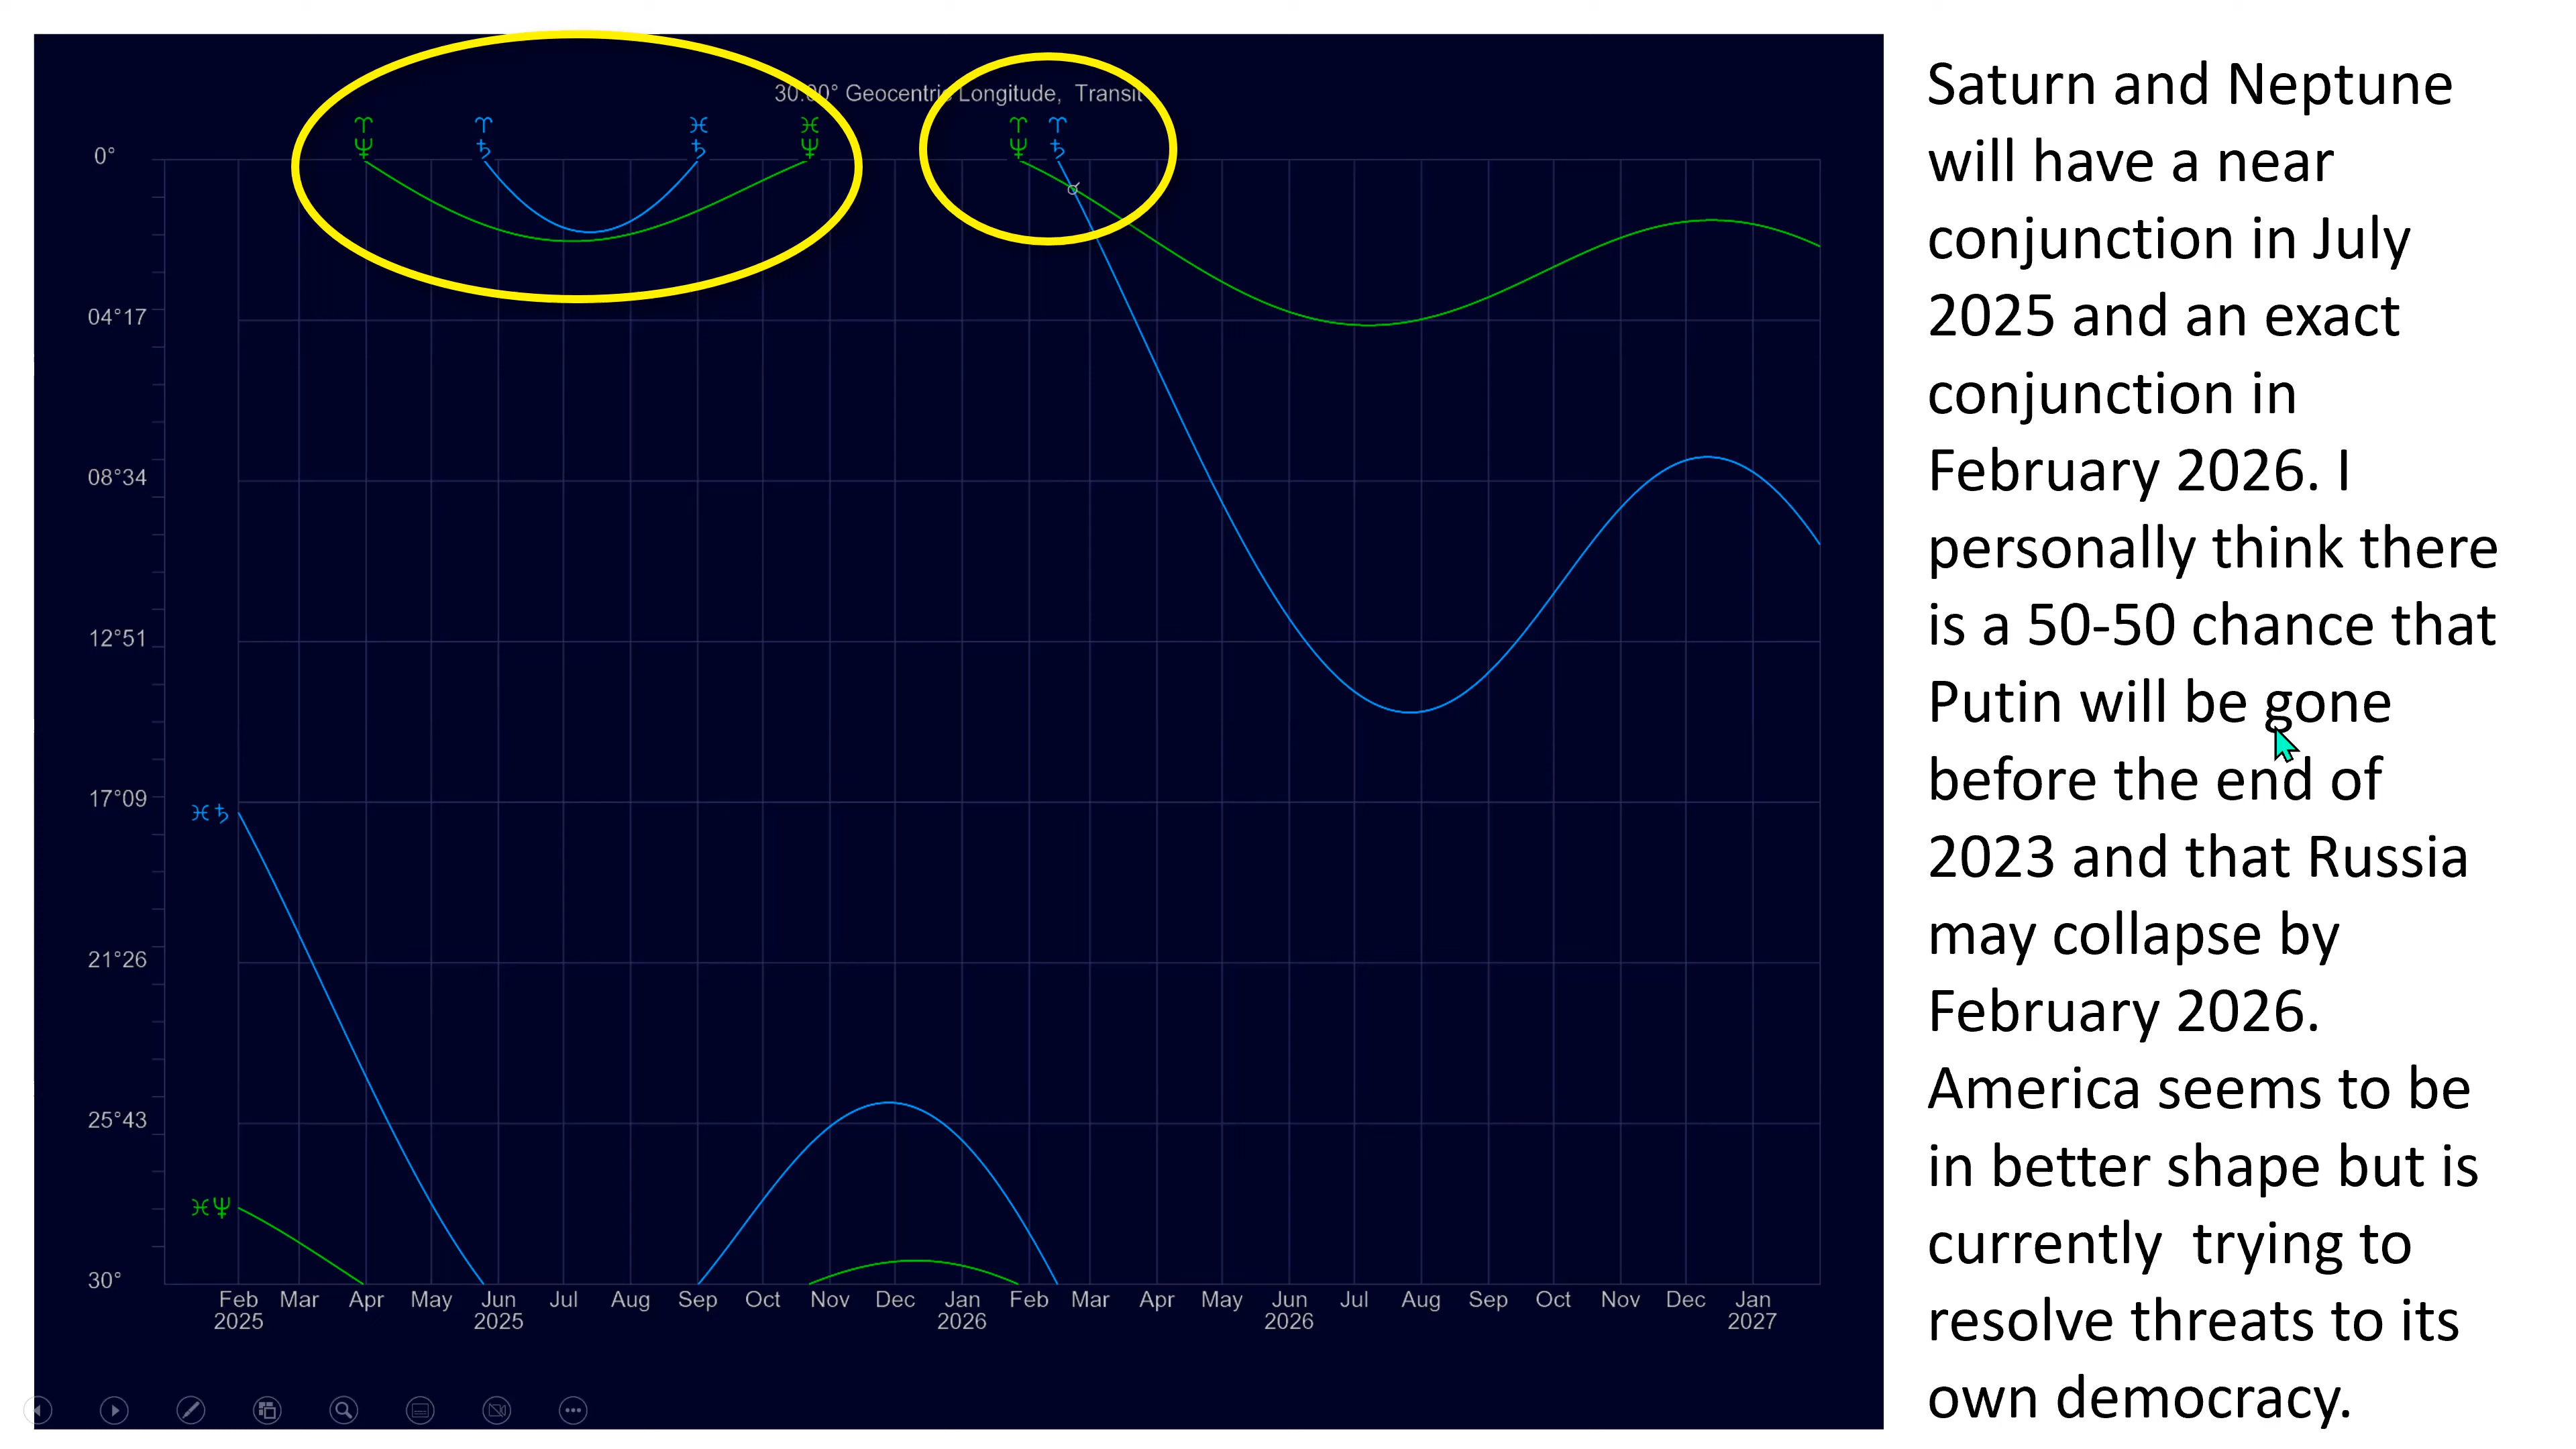 30.00° Geocentric Longitude, Transit
♈ ♈ ♓ ♓ ♈ ♈
♆ ♄ ♄ ♆ ♆ ♄
0°
04°17
08°34
12°51
17°09
♓♄
21°26
25°43
♓♆
30°
Feb Mar Apr May Jun Jul Aug Sep Oct Nov Dec Jan Feb Mar Apr May Jun Jul Aug Sep Oct Nov Dec Jan
2025 2025 2026 2026 2027
Saturn and Neptune
will have a near
conjunction in July
2025 and an exact
conjunction in
February 2026. I
personally think there
is a 50-50 chance that
Putin will be gone
before the end of
2023 and that Russia
may collapse by
February 2026.
America seems to be
in better shape but is
currently  trying to
resolve threats to its
own democracy.